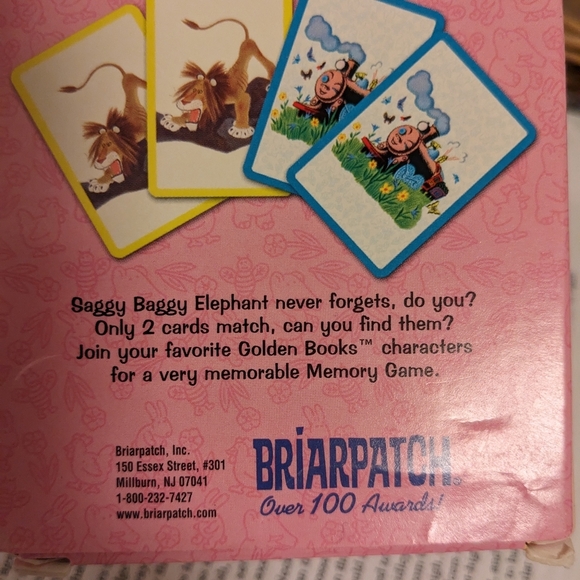 Saggy Baggy Elephant never forgets, do you?
Only 2 cards match, can you find them?
Join your favorite Golden Books™ characters
for a very memorable Memory Game.
Briarpatch, Inc.
150 Essex Street, #301
Millburn, NJ 07041
1-800-232-7427
www.briarpatch.com
BRIARPATCH®
Over 100 Awards!